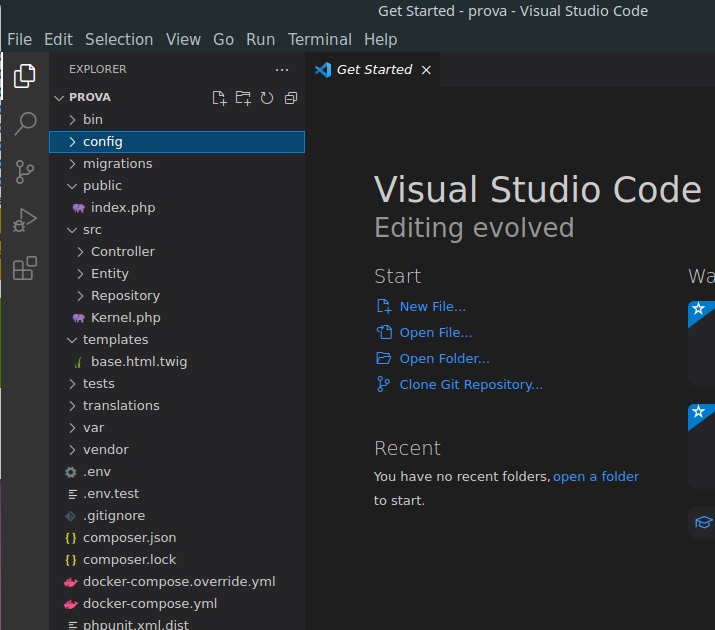 Get Started - prova - Visual Studio Code
File Edit Selection View Go Run Terminal Help
EXPLORER
Get Started
PROVA
bin
config
migrations
public
index.php
src
Controller
Entity
Repository
Kernel.php
templates
base.html.twig
tests
translations
var
vendor
.env
.env.test
.gitignore
composer.json
composer.lock
docker-compose.override.yml
docker-compose.yml
phpunit.xml.dist
Visual Studio Code
Editing evolved
Start
New File...
Open File...
Open Folder...
Clone Git Repository...
Recent
You have no recent folders, open a folder
to start.
Wa